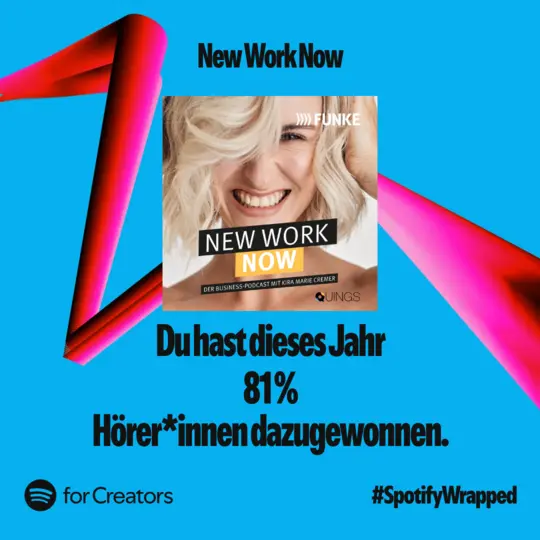 New Work Now
FUNKE
NEW WORK
NOW
DER BUSINESS-PODCAST MIT KIRA MARIE CREMER
QUINGS
Du hast dieses Jahr
81%
Hörer*innen dazugewonnen.
for Creators
#SpotifyWrapped